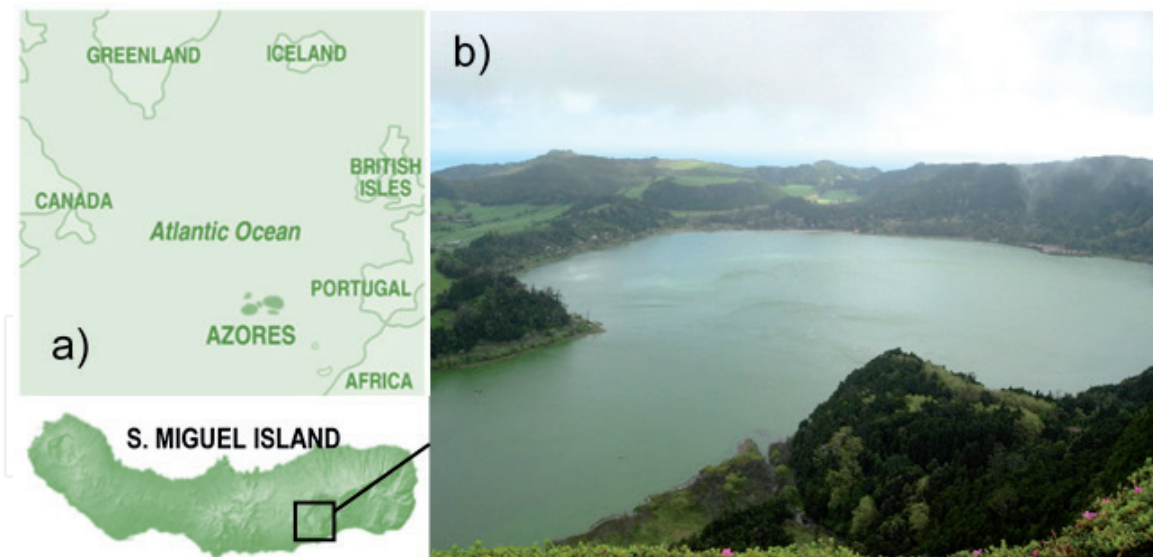 GREENLAND
ICELAND
b)
BRITISH
ISLES
CANADA
Atlantic Ocean
PORTUGAL
AZORES
a)
AFRICA
S. MIGUEL ISLAND